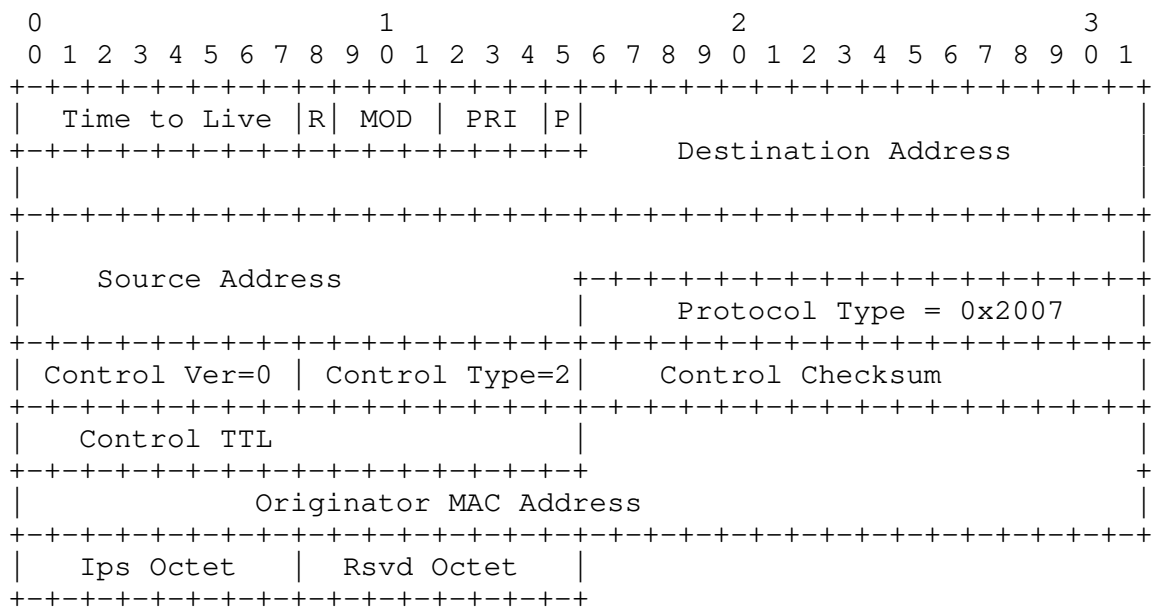 0 1 2 3
0 1 2 3 4 5 6 7 8 9 0 1 2 3 4 5 6 7 8 9 0 1 2 3 4 5 6 7 8 9 0 1
+-+-+-+-+-+-+-+-+-+-+-+-+-+-+-+-+-+-+-+-+-+-+-+-+-+-+-+-+-+-+-+-+
| Time to Live |R| MOD | PRI |P| |
+-+-+-+-+-+-+-+-+-+-+-+-+-+-+-+-+ Destination Address |
| |
+-+-+-+-+-+-+-+-+-+-+-+-+-+-+-+-+-+-+-+-+-+-+-+-+-+-+-+-+-+-+-+-+
| |
+ Source Address +-+-+-+-+-+-+-+-+-+-+-+-+-+-+-+-+
| | Protocol Type = 0x2007 |
+-+-+-+-+-+-+-+-+-+-+-+-+-+-+-+-+-+-+-+-+-+-+-+-+-+-+-+-+-+-+-+-+
| Control Ver=0 | Control Type=2| Control Checksum |
+-+-+-+-+-+-+-+-+-+-+-+-+-+-+-+-+-+-+-+-+-+-+-+-+-+-+-+-+-+-+-+-+
| Control TTL | |
+-+-+-+-+-+-+-+-+-+-+-+-+-+-+-+-+ +
| Originator MAC Address |
+-+-+-+-+-+-+-+-+-+-+-+-+-+-+-+-+-+-+-+-+-+-+-+-+-+-+-+-+-+-+-+-+
| Ips Octet | Rsvd Octet |
+-+-+-+-+-+-+-+-+-+-+-+-+-+-+-+-+